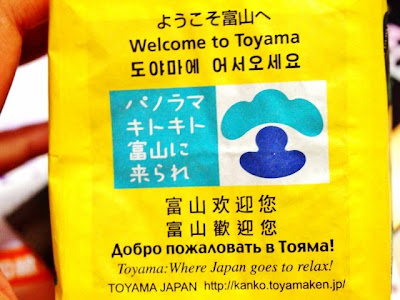 ようこそ富山へ
Welcome to Toyama
도야마에 어서오세요
パノラマ
キトキト
富山に
来られ
富山欢迎您
富山歡迎您
Добро пожаловать в Тояма!
Toyama:Where Japan goes to relax!
TOYAMA JAPAN http://kanko.toyamaken.jp/